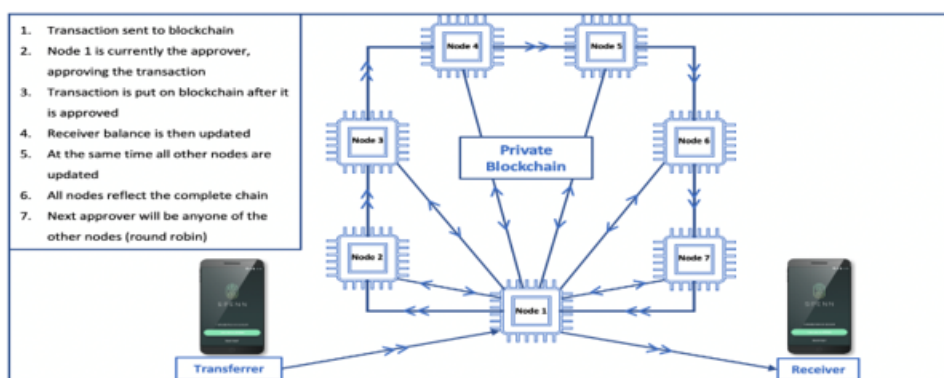 1. Transaction sent to blockchain
2. Node 1 is currently the approver,
approving the transaction
3. Transaction is put on blockchain after it
is approved
4. Receiver balance is then updated
5. At the same time all other nodes are
updated
6. All nodes reflect the complete chain
7. Next approver will be anyone of the
other nodes (round robin)
Node 4
Node 5
Node 3
Private
Blockchain
Node 6
Node 2
Node 7
Node 1
SPENN
SPENN
Transferrer
Receiver